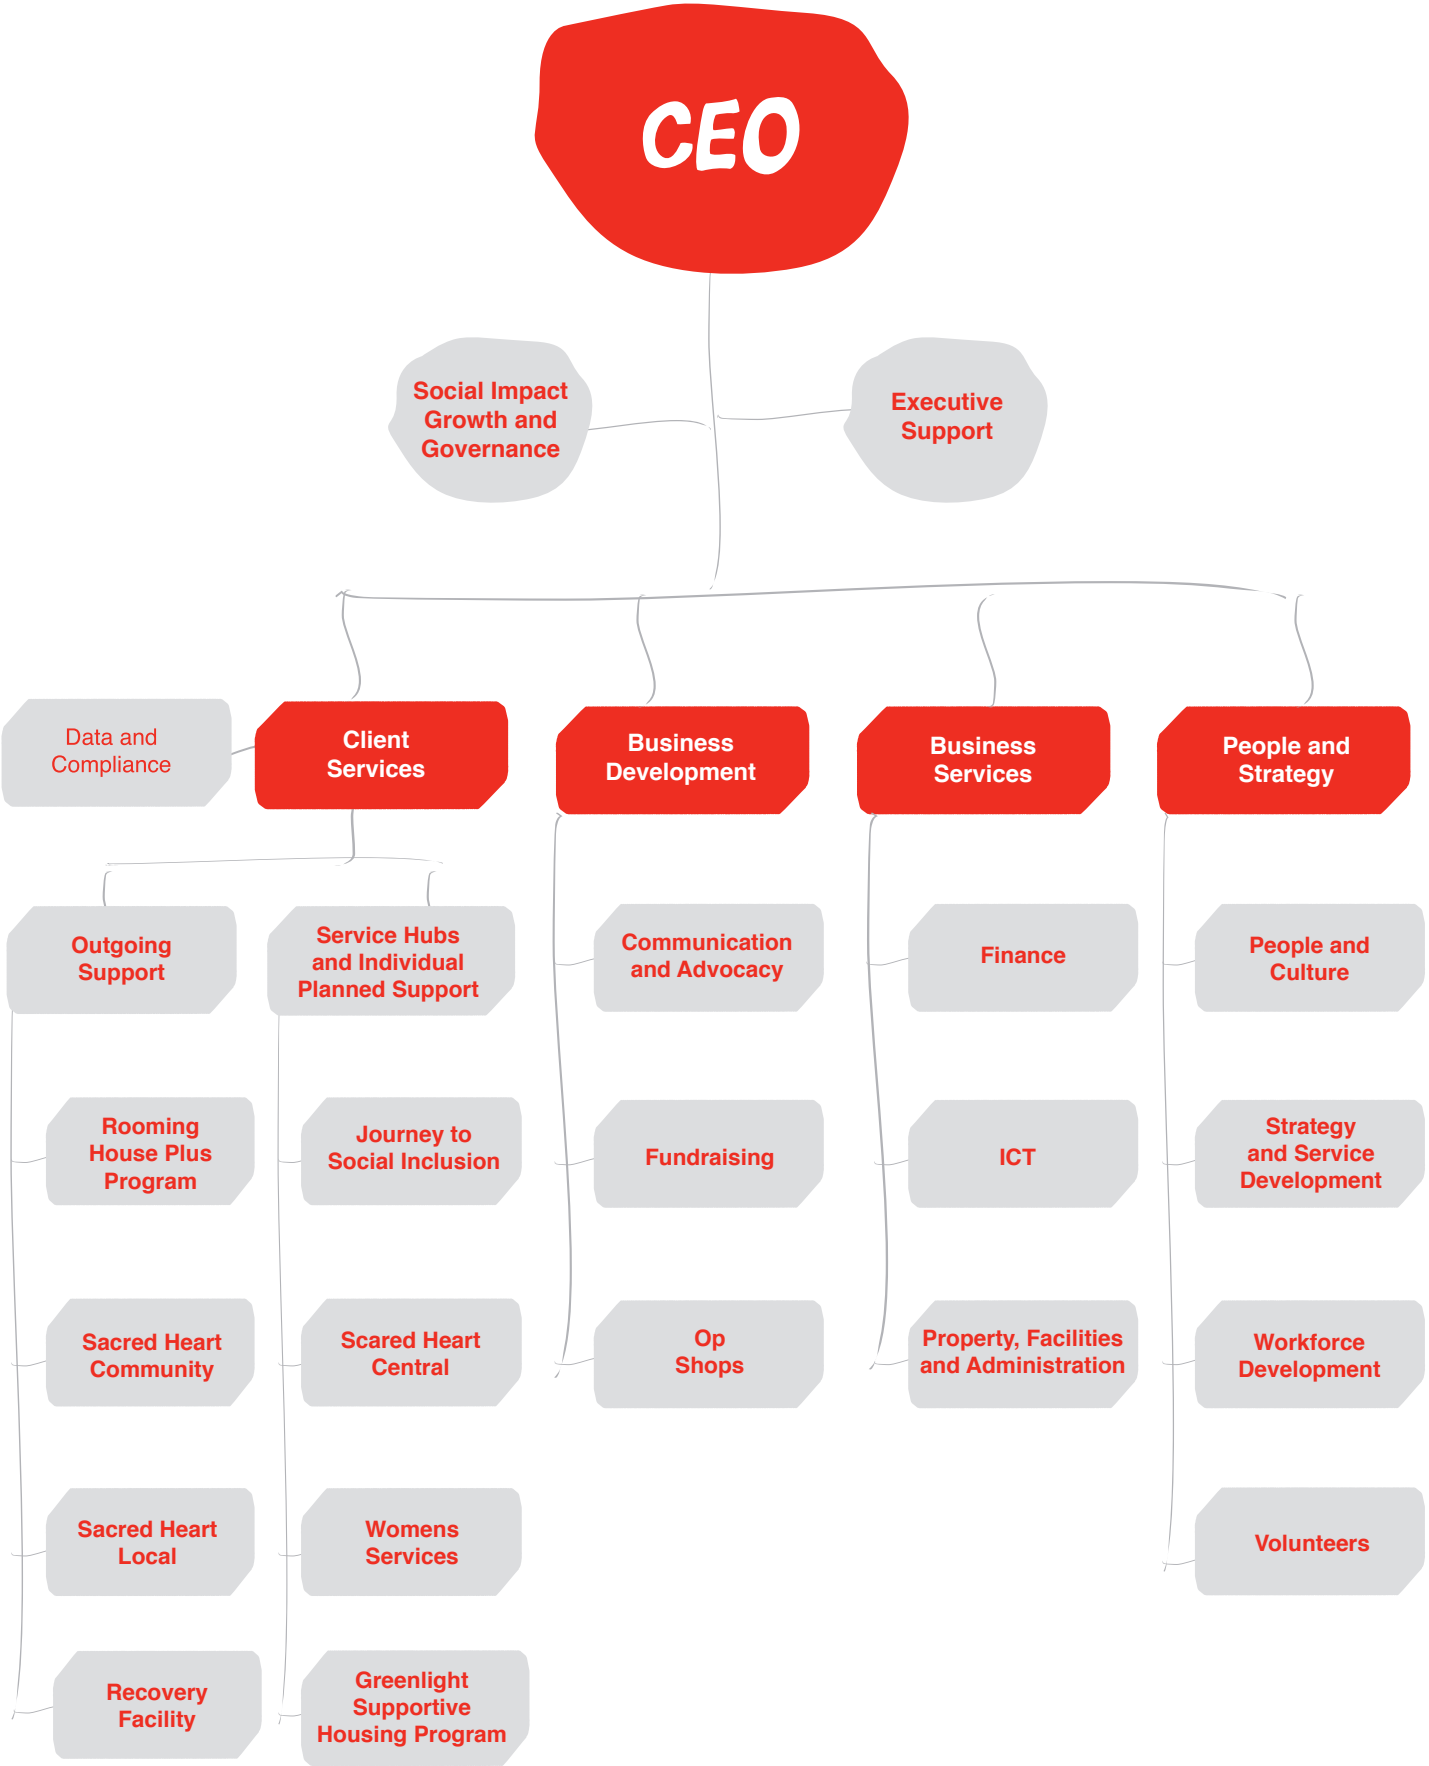 CEO
Social Impact
Growth and
Governance
Executive
Support
Data and
Compliance
Client
Services
Business
Development
Business
Services
People and
Strategy
Outgoing
Support
Service Hubs
and Individual
Planned Support
Communication
and Advocacy
Finance
People and
Culture
Rooming
House Plus
Program
Journey to
Social Inclusion
Fundraising
ICT
Strategy
and Service
Development
Sacred Heart
Community
Scared Heart
Central
Op
Shops
Property, Facilities
and Administration
Workforce
Development
Sacred Heart
Local
Womens
Services
Volunteers
Recovery
Facility
Greenlight
Supportive
Housing Program